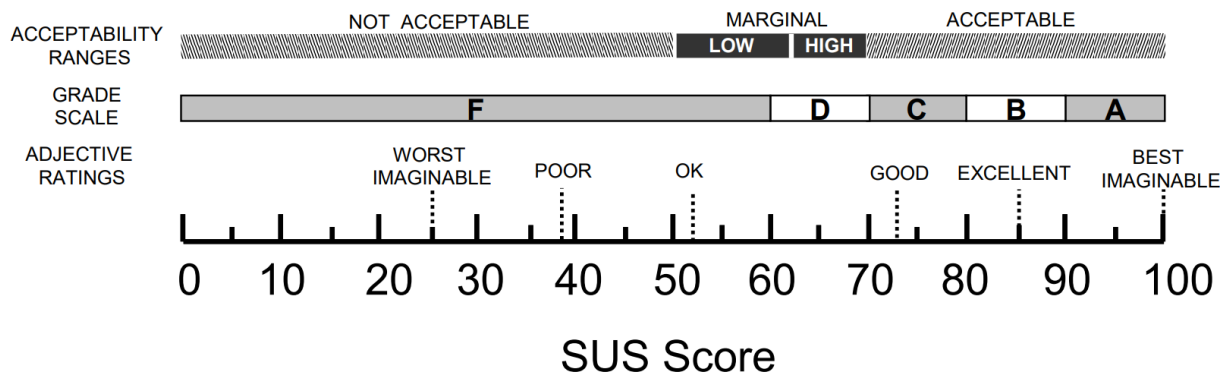 NOT ACCEPTABLE MARGINAL ACCEPTABLE
ACCEPTABILITY
RANGES
LOW HIGH
GRADE
SCALE
F D C B A
ADJECTIVE
RATINGS
WORST
IMAGINABLE
POOR
OK
GOOD
EXCELLENT
BEST
IMAGINABLE
0 10 20 30 40 50 60 70 80 90 100
SUS Score